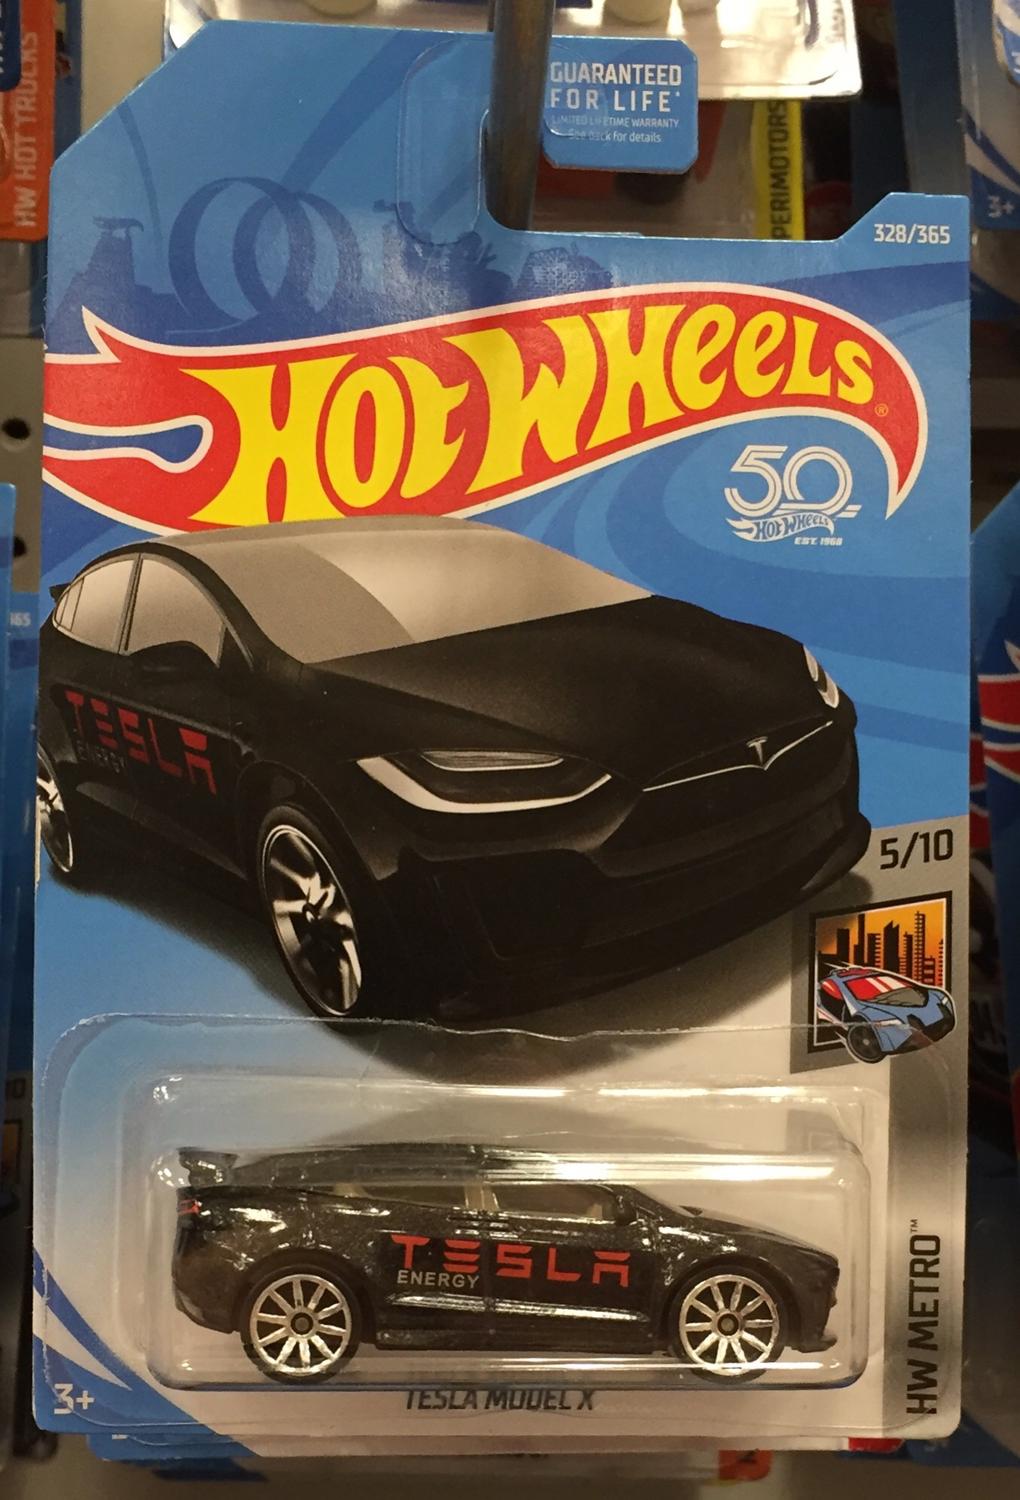 GUARANTEED
FOR LIFE*
LIMITED LIFETIME WARRANTY
See back for details
328/365
HOT WHEELS®
50
HOT WHEELS
EST. 1968
TESLA
ENERGY
T
5/10
TESLA
ENERGY
TESLA MODEL X
HW METRO™
3+
HW HOT TRUCKS
PERIMOTORS
3+